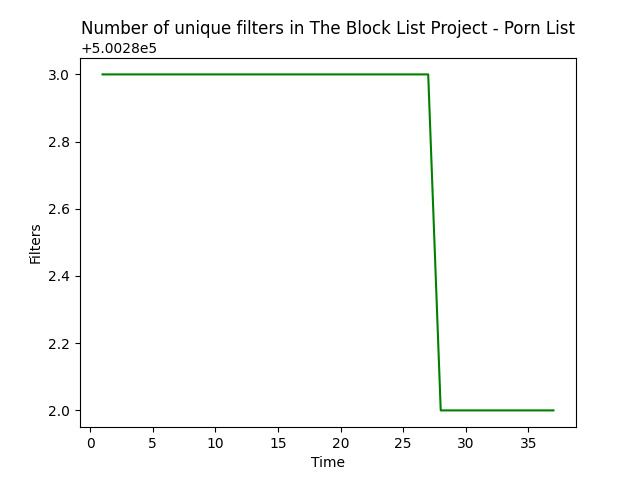 Number of unique filters in The Block List Project - Porn List
+5.0028e5
3.0
2.8
2.6
2.4
2.2
2.0
Filters
0 5 10 15 20 25 30 35
Time